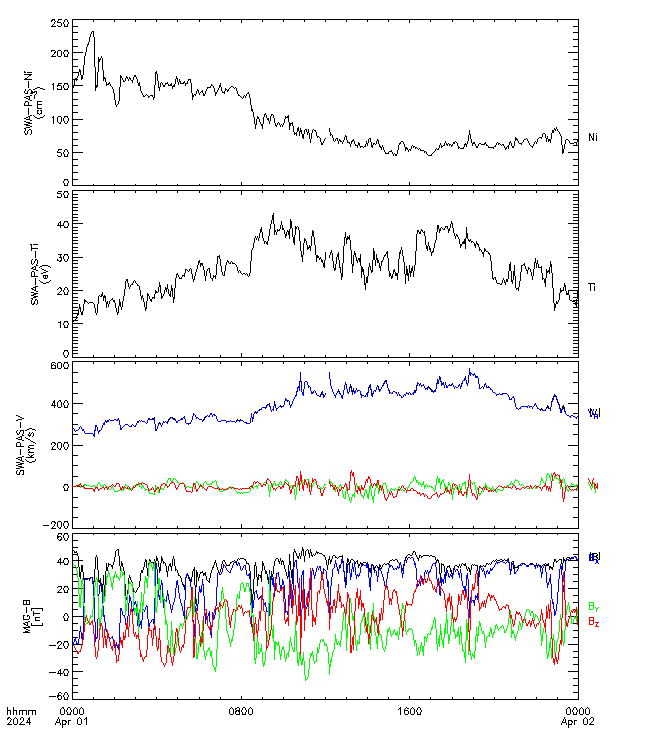 250
200
150
100
50
0
SWA-PAS-Ni
(cm⁻³)
Ni
50
40
30
20
10
0
SWA-PAS-Ti
(eV)
Ti
600
400
200
0
-200
SWA-PAS-V
(km/s)
60
40
20
0
-20
-40
-60
MAG-B
[nT]
By
Bz
hhmm
2024
0000
Apr 01
0800
1600
0000
Apr 02